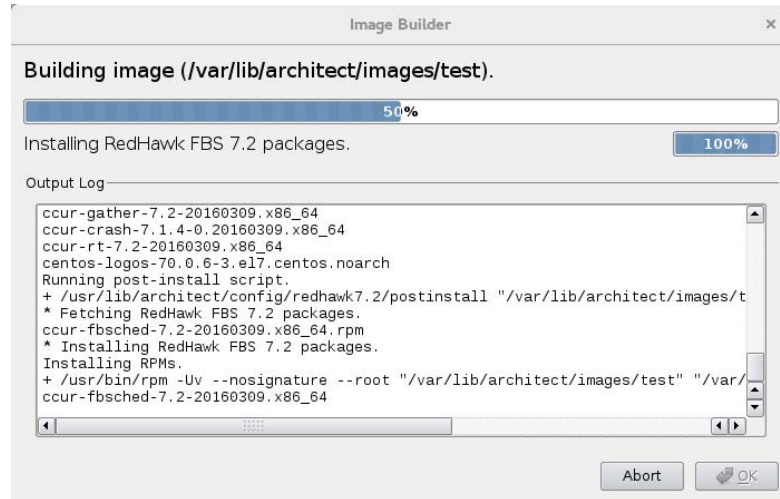 Image Builder
Building image (/var/lib/architect/images/test).
50%
Installing RedHawk FBS 7.2 packages.
100%
Output Log
ccur-gather-7.2-20160309.x86_64
ccur-crash-7.1.4-0.20160309.x86_64
ccur-rt-7.2-20160309.x86_64
centos-logos-70.0.6-3.el7.centos.noarch
Running post-install script.
+ /usr/lib/architect/config/redhawk7.2/postinstall "/var/lib/architect/images/t
* Fetching RedHawk FBS 7.2 packages.
ccur-fbsched-7.2-20160309.x86_64.rpm
* Installing RedHawk FBS 7.2 packages.
Installing RPMs.
+ /usr/bin/rpm -Uv --nosignature --root "/var/lib/architect/images/test" "/var/
ccur-fbsched-7.2-20160309.x86_64
Abort
OK